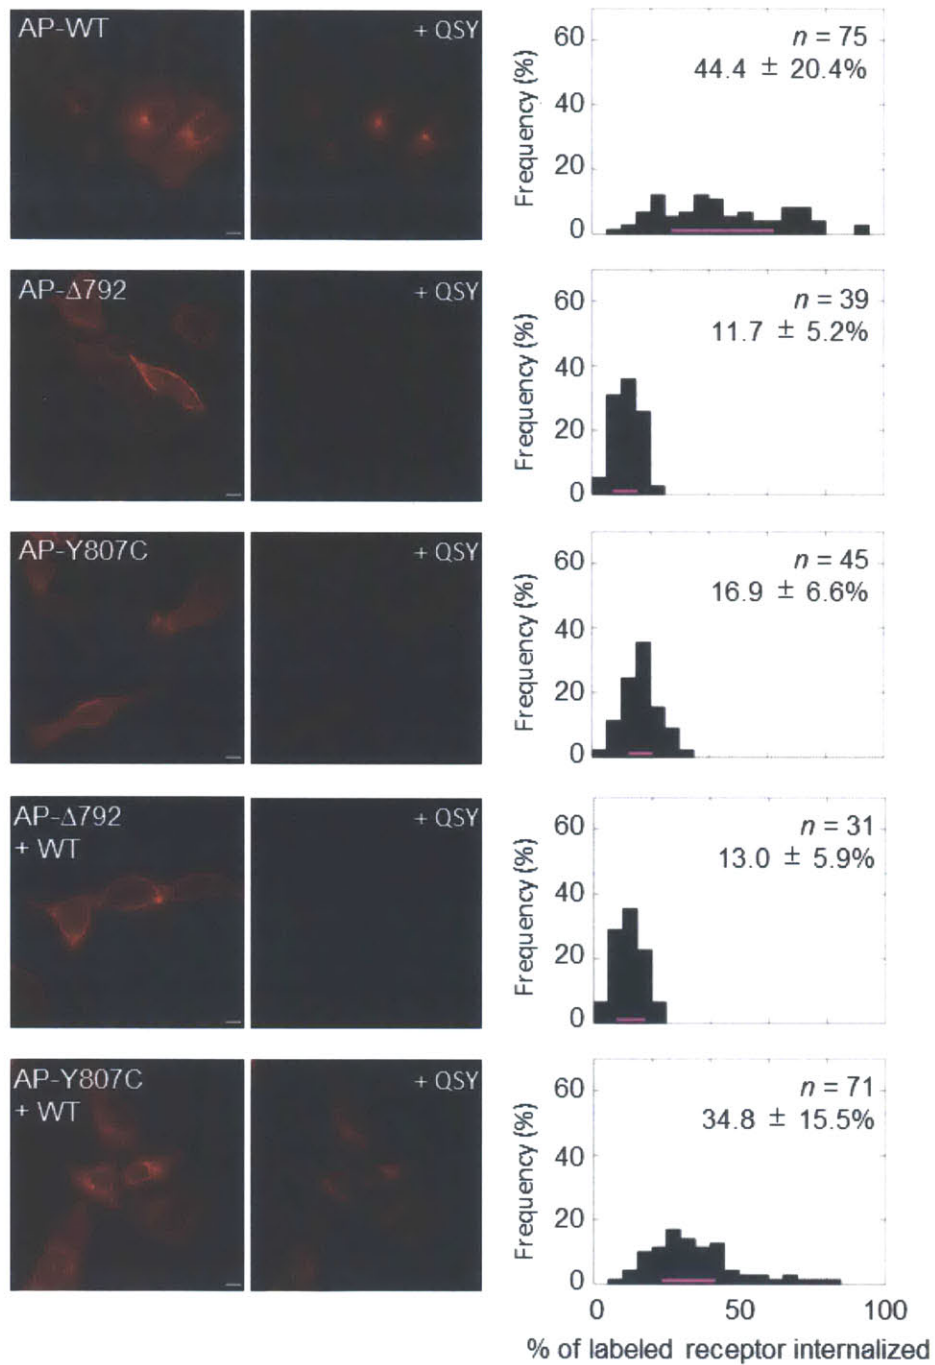 AP-WT
+ QSY
Frequency (%)
60
40
20
0
n = 75
44.4 ± 20.4%
AP-Δ792
+ QSY
Frequency (%)
60
40
20
0
n = 39
11.7 ± 5.2%
AP-Y807C
+ QSY
Frequency (%)
60
40
20
0
n = 45
16.9 ± 6.6%
AP-Δ792
+ WT
+ QSY
Frequency (%)
60
40
20
0
n = 31
13.0 ± 5.9%
AP-Y807C
+ WT
+ QSY
Frequency (%)
60
40
20
0
n = 71
34.8 ± 15.5%
0 50 100
% of labeled receptor internalized